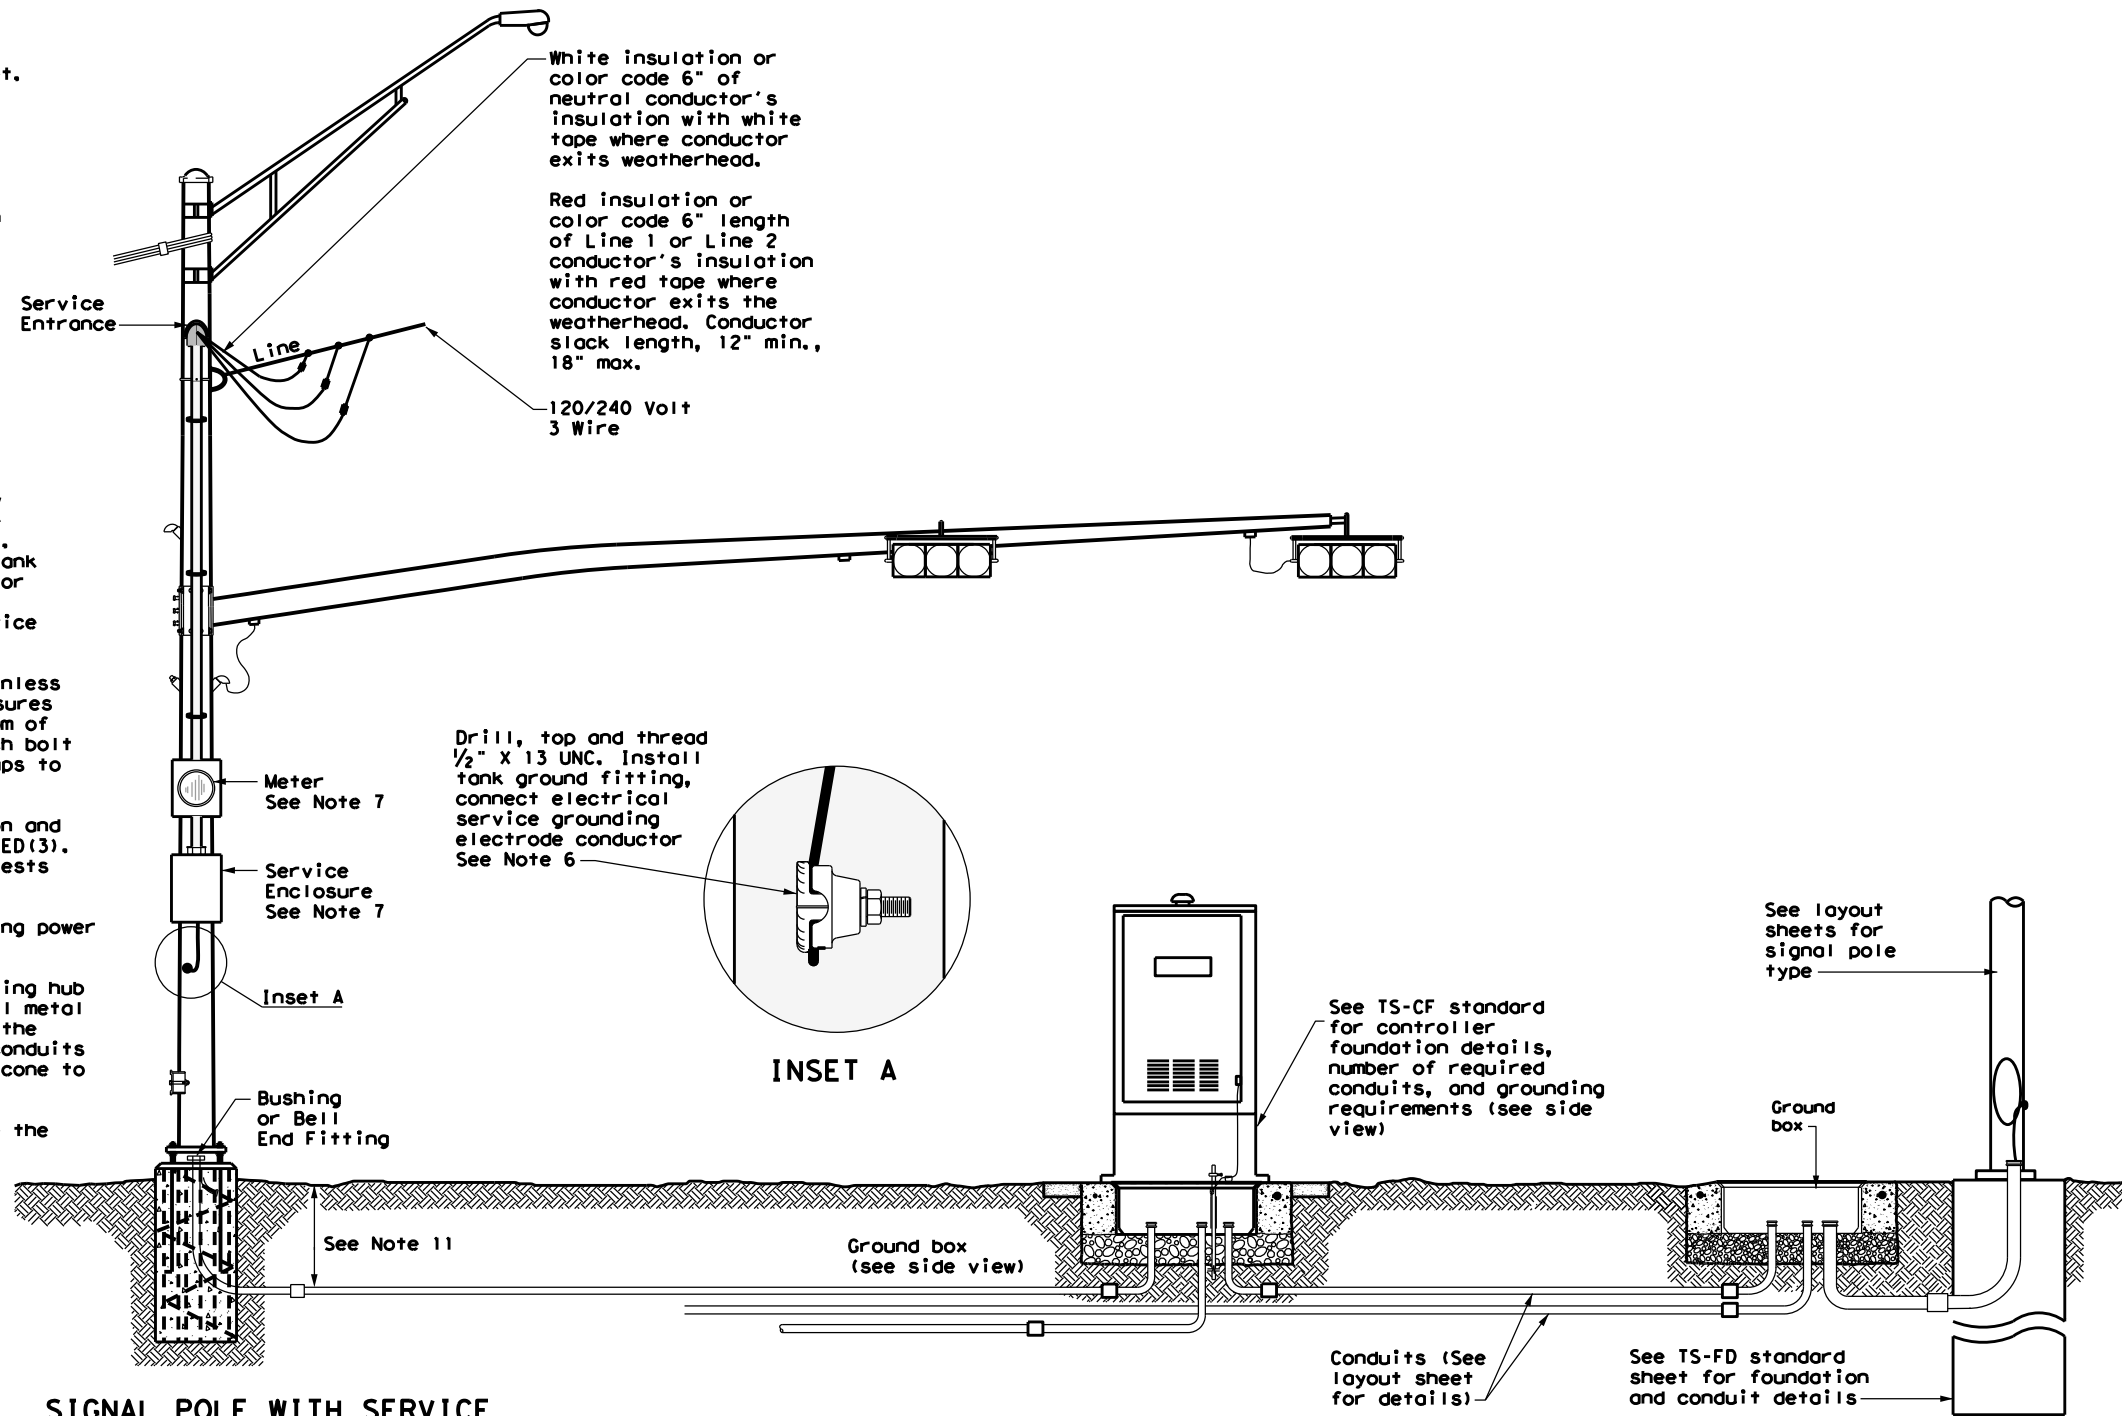 t.
ank
or
ice
nless
sures
m of
h bolt
ps to
n and
ED(3).
ests
ng power
ing hub
l metal
the
onduits
cone to
the
White insulation or
color code 6" of
neutral conductor's
insulation with white
tape where conductor
exits weatherhead.
Red insulation or
color code 6" length
of Line 1 or Line 2
conductor's insulation
with red tape where
conductor exits the
weatherhead. Conductor
slack length, 12" min.,
18" max.
Service
Entrance
Line
120/240 Volt
3 Wire
Drill, top and thread
½" X 13 UNC. Install
tank ground fitting,
connect electrical
service grounding
electrode conductor
See Note 6
Meter
See Note 7
Service
Enclosure
See Note 7
Inset A
INSET A
Bushing
or Bell
End Fitting
See Note 11
Ground box
(see side view)
See TS-CF standard
for controller
foundation details,
number of required
conduits, and grounding
requirements (see side
view)
See layout
sheets for
signal pole
type
Ground
box
Conduits (See
layout sheet
for details)
See TS-FD standard
sheet for foundation
and conduit details
SIGNAL POLE WITH SERVICE